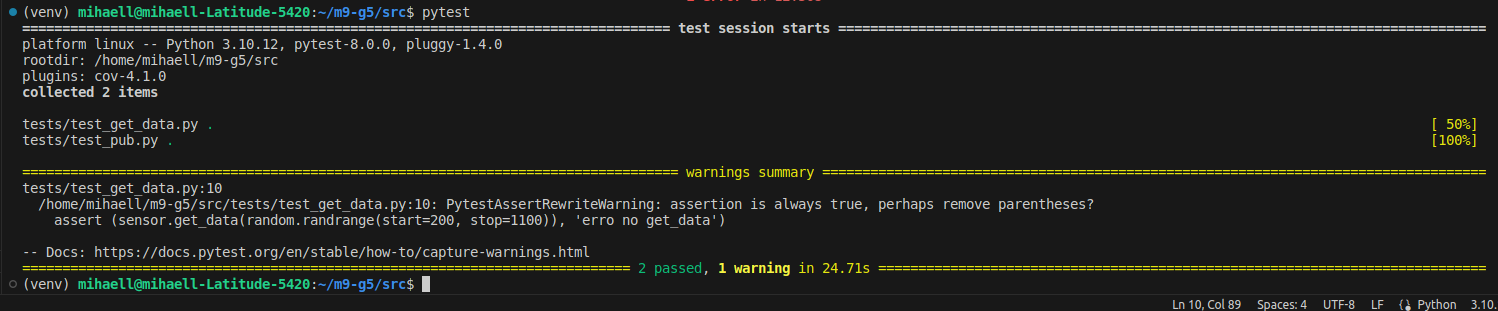 (venv) mihaell@mihaell-Latitude-5420:~/m9-g5/src$ pytest
============================== test session starts ==============================
platform linux -- Python 3.10.12, pytest-8.0.0, pluggy-1.4.0
rootdir: /home/mihaell/m9-g5/src
plugins: cov-4.1.0
collected 2 items
tests/test_get_data.py . [ 50%]
tests/test_pub.py . [100%]
============================== warnings summary ==============================
tests/test_get_data.py:10
/home/mihaell/m9-g5/src/tests/test_get_data.py:10: PytestAssertRewriteWarning: assertion is always true, perhaps remove parentheses?
assert (sensor.get_data(random.randrange(start=200, stop=1100)), 'erro no get_data')
-- Docs: https://docs.pytest.org/en/stable/how-to/capture-warnings.html
============================== 2 passed, 1 warning in 24.71s ==============================
(venv) mihaell@mihaell-Latitude-5420:~/m9-g5/src$
Ln 10, Col 89 Spaces: 4 UTF-8 LF Python 3.10.